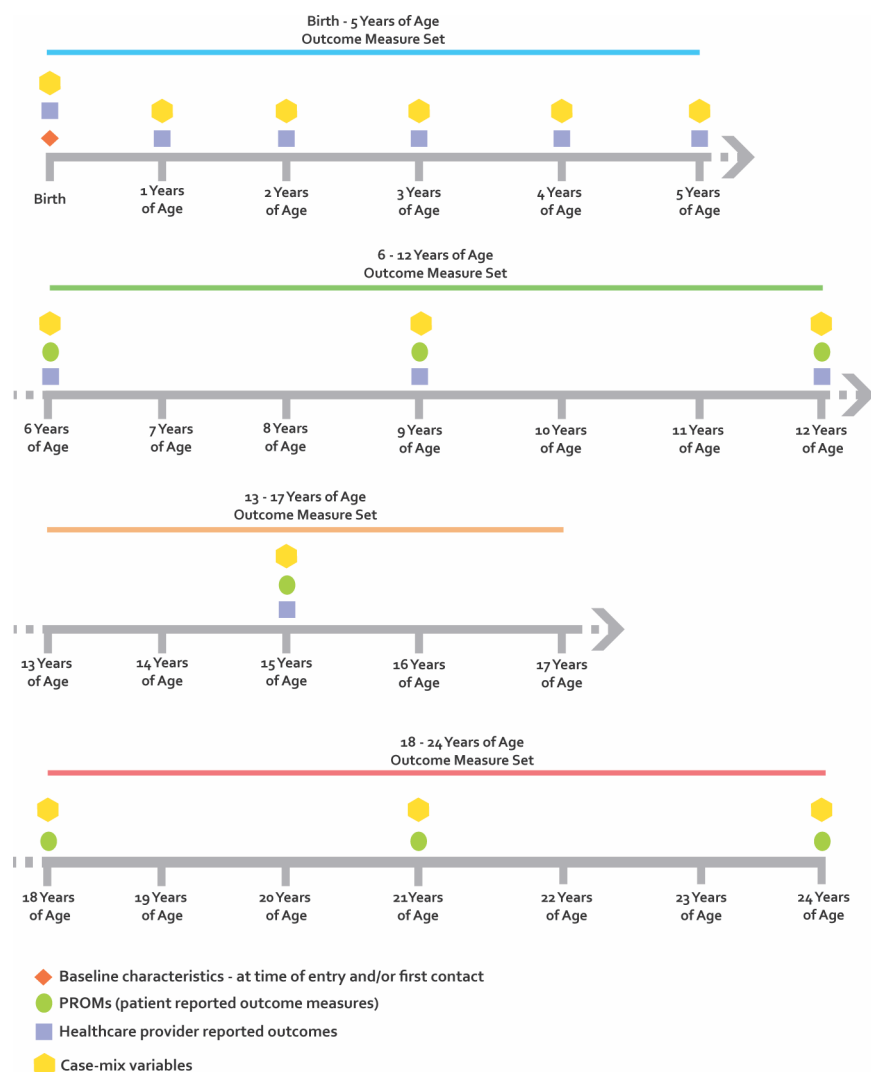 Birth - 5 Years of Age
Outcome Measure Set
Birth
1 Years
of Age
2 Years
of Age
3 Years
of Age
4 Years
of Age
5 Years
of Age
6 - 12 Years of Age
Outcome Measure Set
6 Years
of Age
7 Years
of Age
8 Years
of Age
9 Years
of Age
10 Years
of Age
11 Years
of Age
12 Years
of Age
13 - 17 Years of Age
Outcome Measure Set
13 Years
of Age
14 Years
of Age
15 Years
of Age
16 Years
of Age
17 Years
of Age
18 - 24 Years of Age
Outcome Measure Set
18 Years
of Age
19 Years
of Age
20 Years
of Age
21 Years
of Age
22 Years
of Age
23 Years
of Age
24 Years
of Age
Baseline characteristics - at time of entry and/or first contact
PROMs (patient reported outcome measures)
Healthcare provider reported outcomes
Case-mix variables